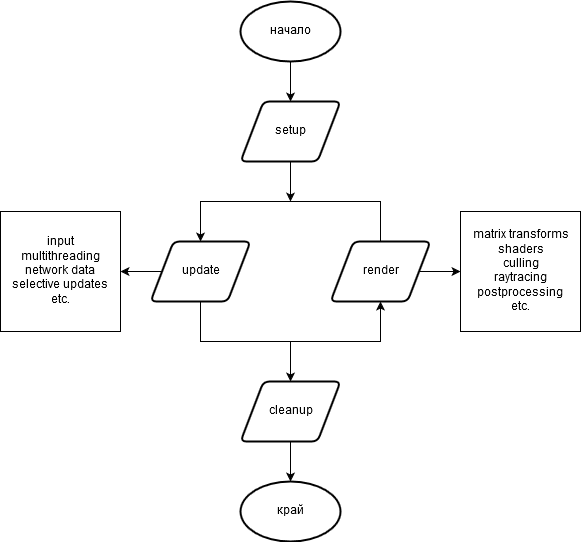 начало
setup
input
multithreading
network data
selective updates
etc.
update
render
matrix transforms
shaders
culling
raytracing
postprocessing
etc.
cleanup
край